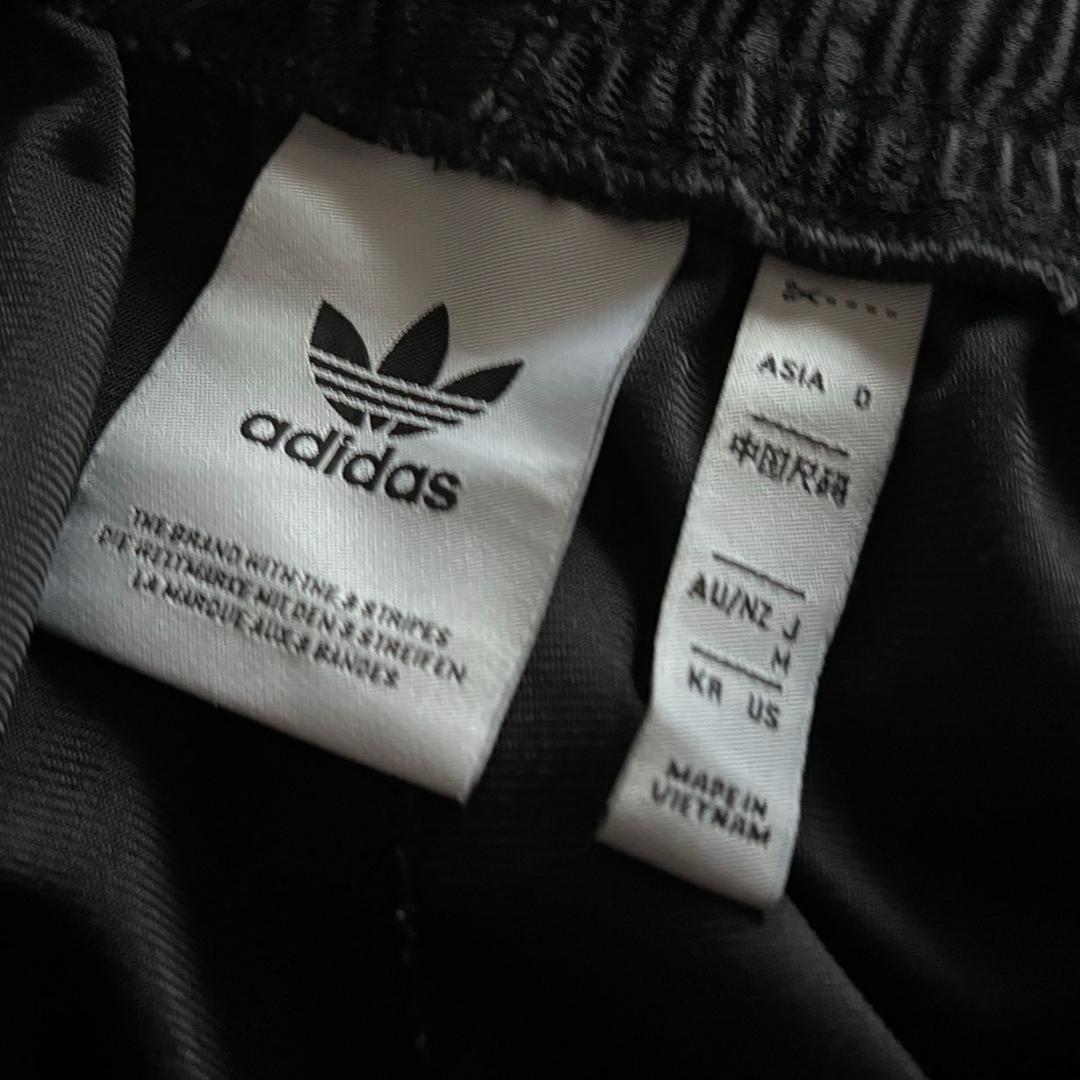 adidas
THE BRAND WITH THE 3 STRIPES
DIE WELTMARKE MIT DEN 3 STREIFEN
LA MARQUE AUX 3 BANDES
ASIA D
中国尺码
AU/NZ J
M
KR US
MADE IN
VIETNAM